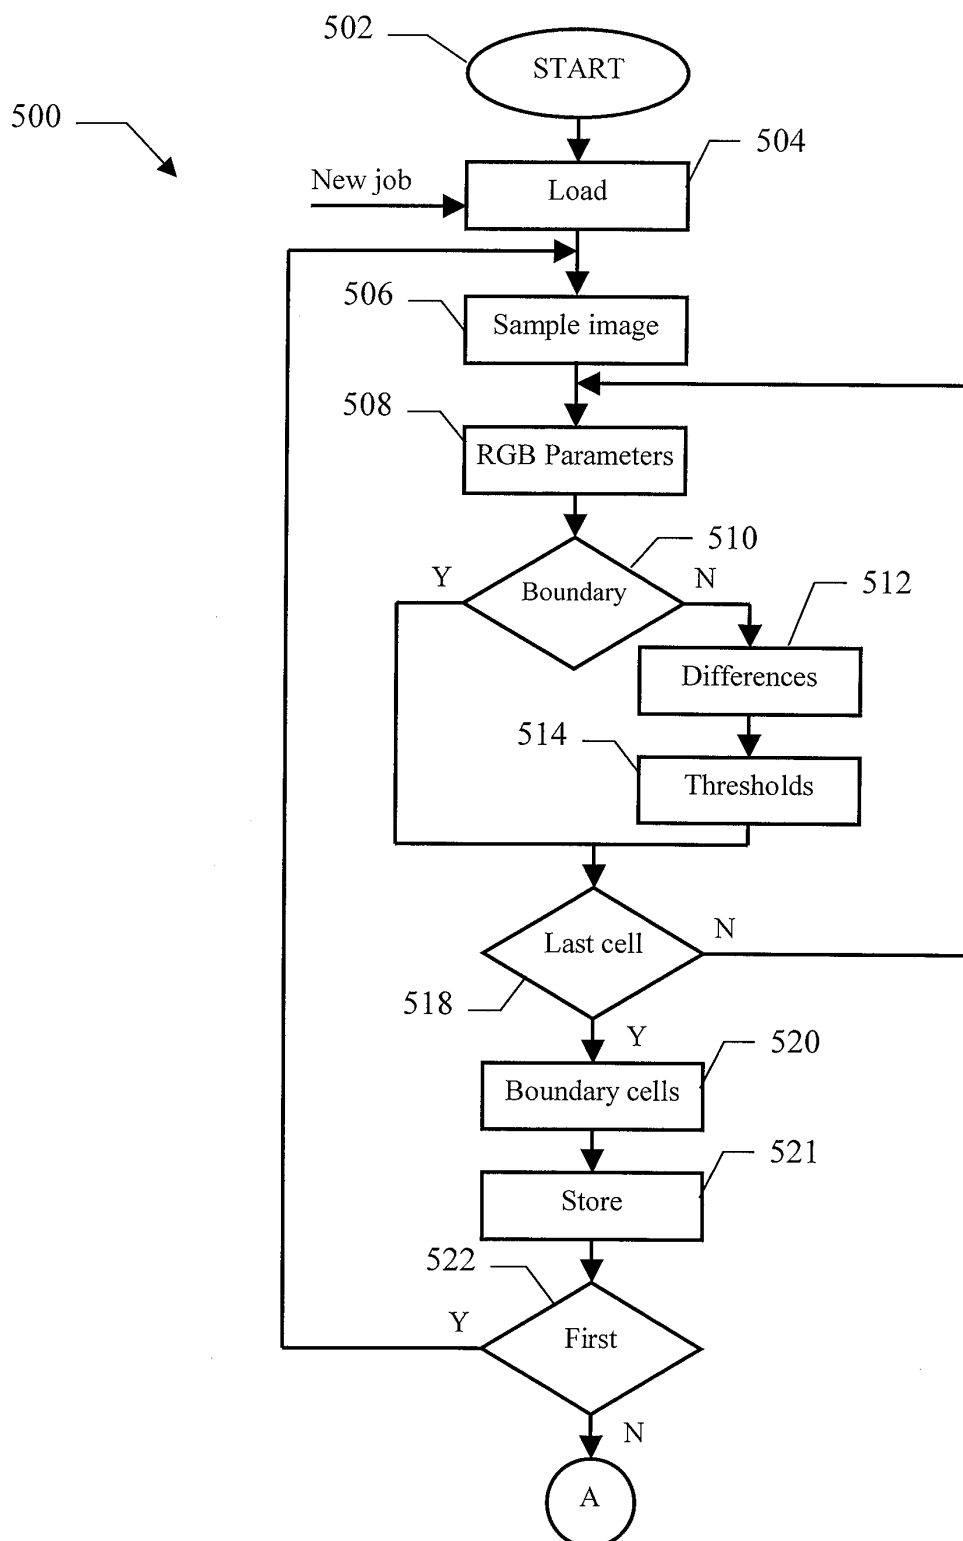 502
START
500
504
New job
Load
506
Sample image
508
RGB Parameters
510
Y
N
Boundary
512
Differences
514
Thresholds
Last cell
N
518
Y
520
Boundary cells
521
Store
522
Y
First
N
A